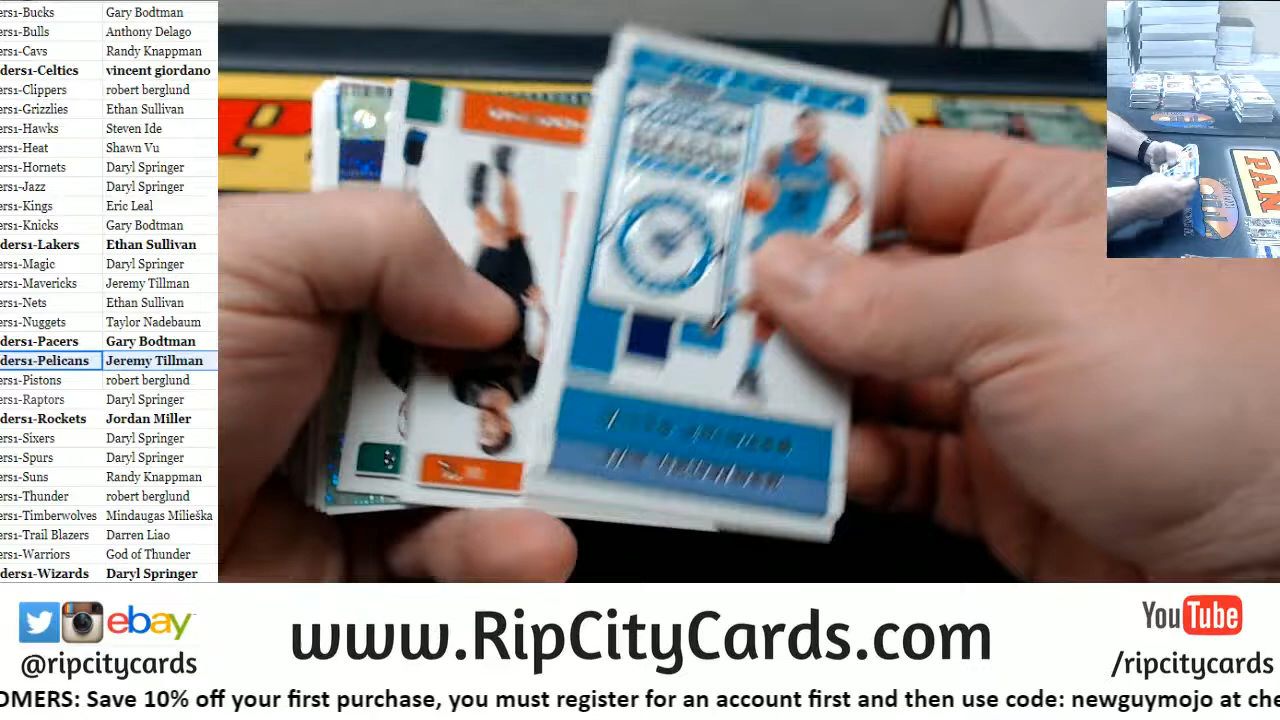 ers1-Bucks Gary Bodtman
ers1-Bulls Anthony Delago
ers1-Cavs Randy Knappman
ders1-Celtics vincent giordano
ers1-Clippers robert berglund
ers1-Grizzlies Ethan Sullivan
ers1-Hawks Steven Ide
ers1-Heat Shawn Vu
ers1-Hornets Daryl Springer
ers1-Jazz Daryl Springer
ers1-Kings Eric Leal
ers1-Knicks Gary Bodtman
ders1-Lakers Ethan Sullivan
ers1-Magic Daryl Springer
ers1-Mavericks Jeremy Tillman
ers1-Nets Ethan Sullivan
ers1-Nuggets Taylor Nadebaum
ders1-Pacers Gary Bodtman
ders1-Pelicans Jeremy Tillman
ers1-Pistons robert berglund
ers1-Raptors Daryl Springer
ders1-Rockets Jordan Miller
ers1-Sixers Daryl Springer
ers1-Spurs Daryl Springer
ers1-Suns Randy Knappman
ers1-Thunder robert berglund
ers1-Timberwolves Mindaugas Milieška
ers1-Trail Blazers Darren Liao
ers1-Warriors God of Thunder
ders1-Wizards Daryl Springer
PAN
ebay
@ripcitycards
www.RipCityCards.com
YouTube
/ripcitycards
OMERS: Save 10% off your first purchase, you must register for an account first and then use code: newguymojo at che